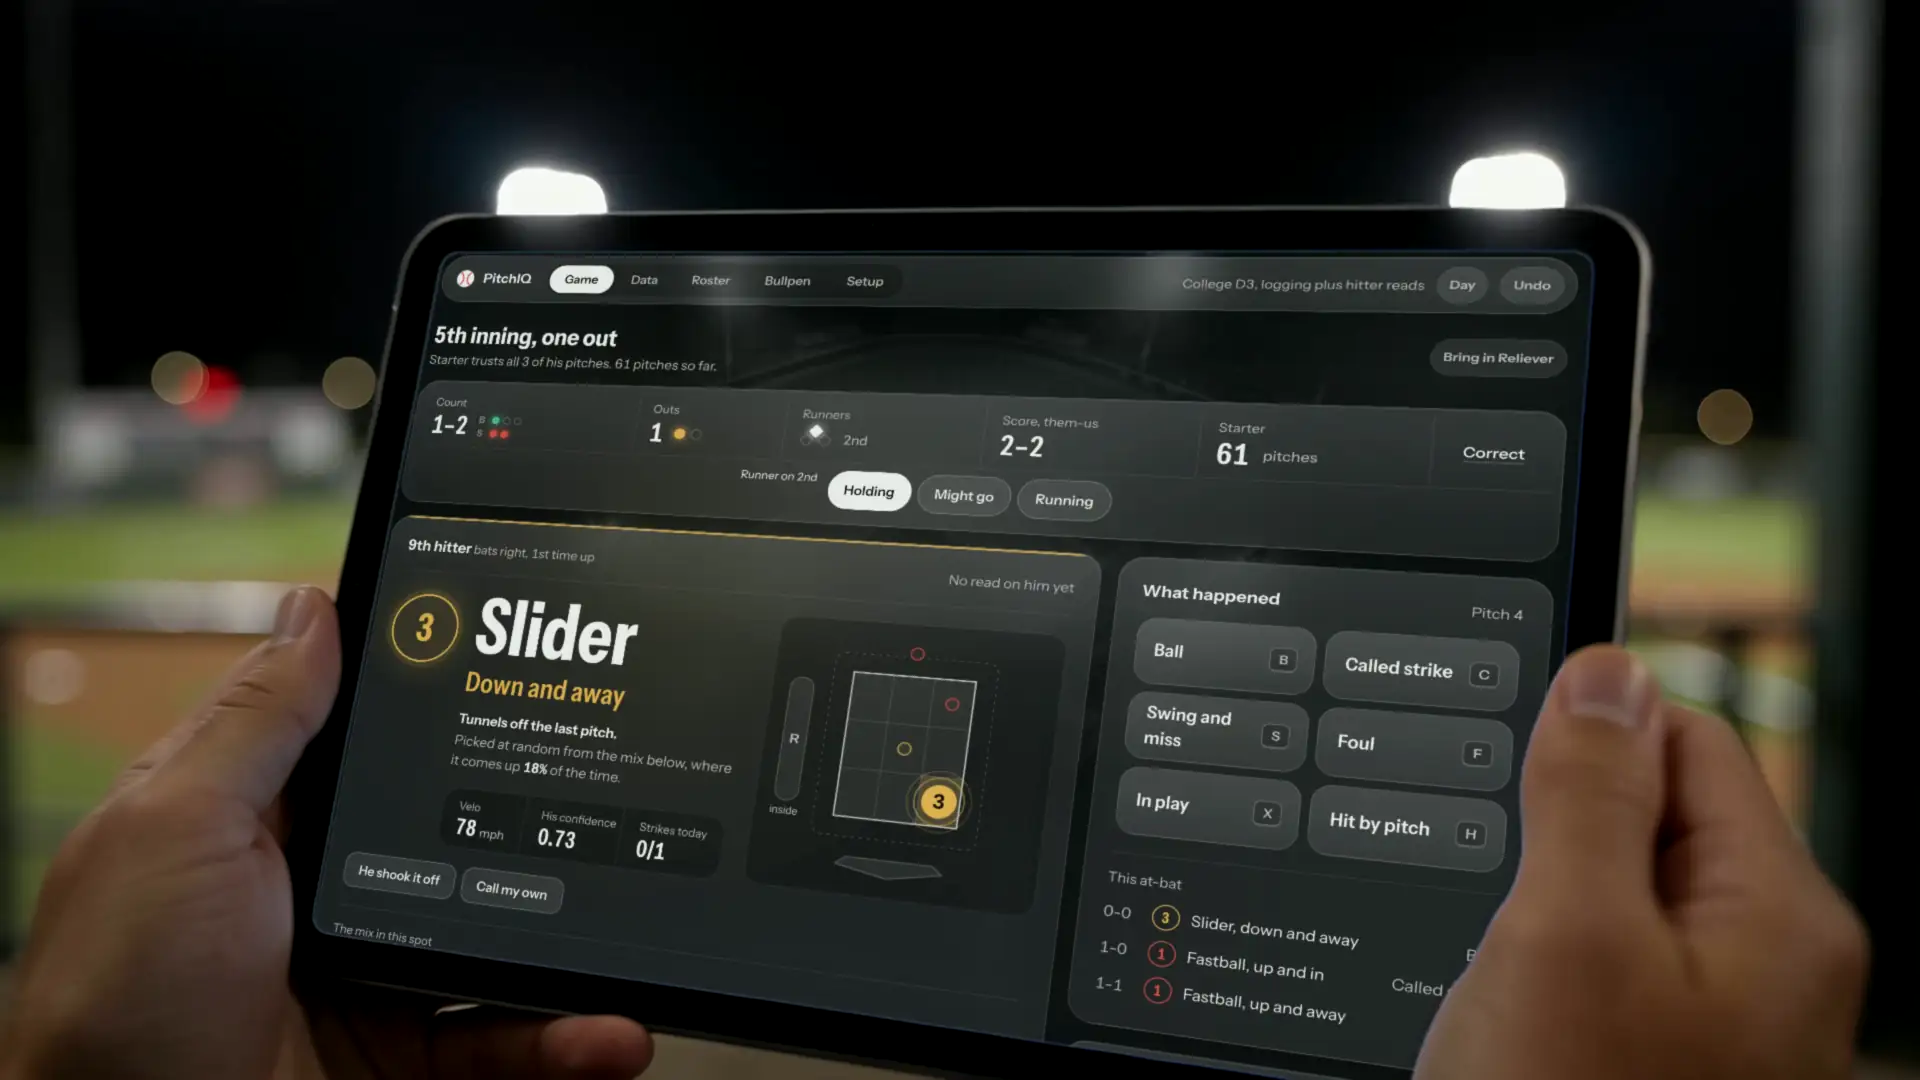 PitchIQ Game Data Roster Bullpen Setup College D3, logging plus hitter reads Day Undo
5th inning, one out
Starter trusts all 3 of his pitches. 61 pitches so far.
Bring in Reliever
Count
1-2
B
S
Outs
1
Runners
2nd
Score, them-us
2-2
Starter
61 pitches
Correct
Runner on 2nd Holding Might go Running
9th hitter bats right, 1st time up
No read on him yet
3 Slider
Down and away
Tunnels off the last pitch.
Picked at random from the mix below, where
it comes up 18% of the time.
Velo
78 mph
His confidence
0.73
Strikes today
0/1
He shook it off
Call my own
The mix in this spot
R
inside
3
What happened
Pitch 4
Ball B
Called strike C
Swing and
miss S
Foul F
In play X
Hit by pitch H
This at-bat
0-0 3 Slider, down and away
1-0 1 Fastball, up and in Called
1-1 1 Fastball, up and away